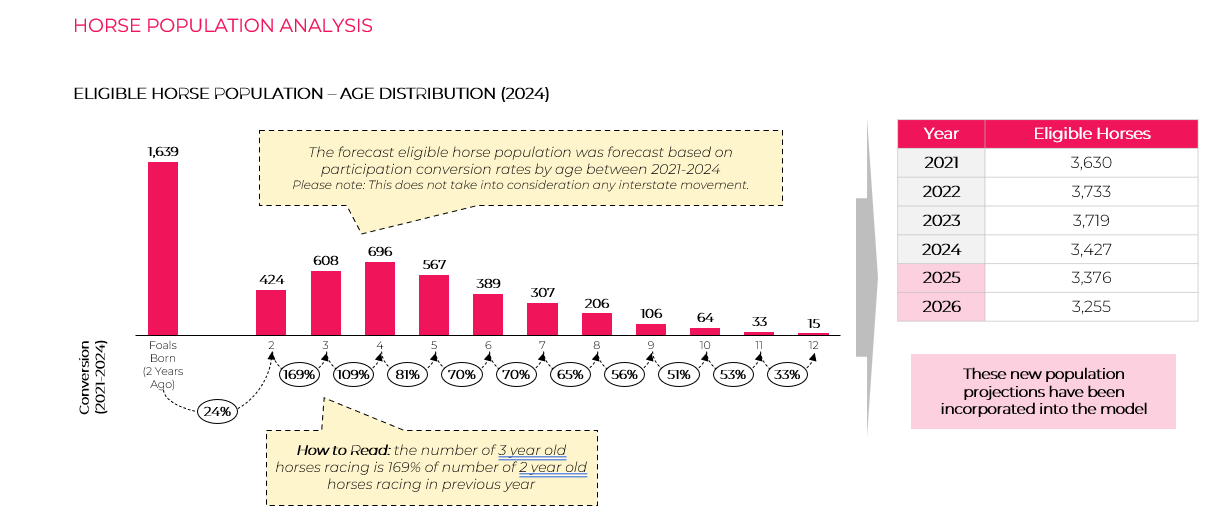 HORSE POPULATION ANALYSIS
ELIGIBLE HORSE POPULATION – AGE DISTRIBUTION (2024)
The forecast eligible horse population was forecast based on
participation conversion rates by age between 2021-2024
Please note: This does not take into consideration any interstate movement.
1,639
424
608
696
567
389
307
206
106
64
33
15
Foals
Born
(2 Years
Ago)
2
3
4
5
6
7
8
9
10
11
12
Conversion
(2021-2024)
24%
169%
109%
81%
70%
70%
65%
56%
51%
53%
33%
How to Read: the number of 3 year old
horses racing is 169% of number of 2 year old
horses racing in previous year
Year Eligible Horses
2021 3,630
2022 3,733
2023 3,719
2024 3,427
2025 3,376
2026 3,255
These new population
projections have been
incorporated into the model